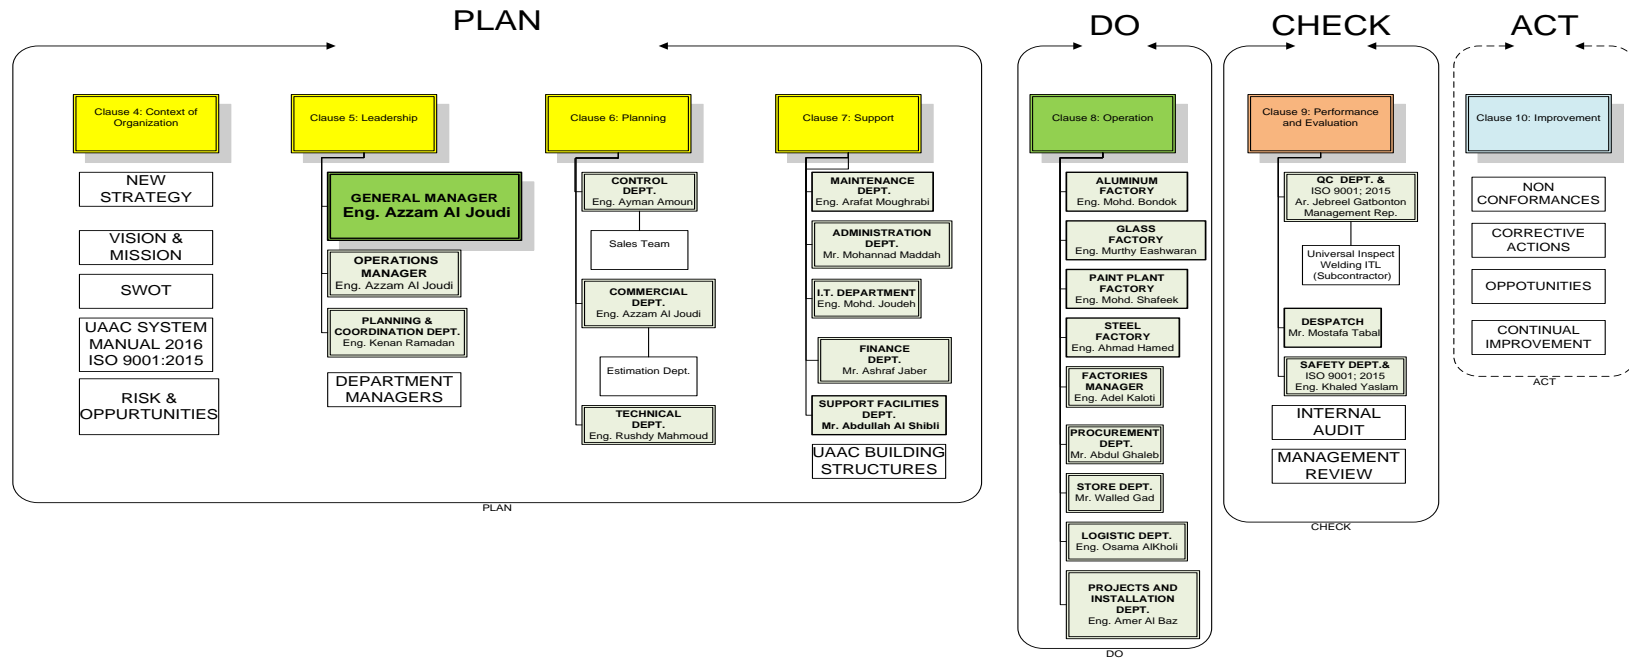 PLAN
DO
CHECK
ACT
Clause 4: Context of
Organization
NEW
STRATEGY
VISION &
MISSION
SWOT
UAAC SYSTEM
MANUAL 2016
ISO 9001:2015
RISK &
OPPURTUNITIES
Clause 5: Leadership
GENERAL MANAGER
Eng. Azzam Al Joudi
OPERATIONS
MANAGER
Eng. Azzam Al Joudi
PLANNING &
COORDINATION DEPT.
Eng. Kenan Ramadan
DEPARTMENT
MANAGERS
Clause 6: Planning
CONTROL
DEPT.
Eng. Ayman Amoun
Sales Team
COMMERCIAL
DEPT.
Eng. Azzam Al Joudi
Estimation Dept.
TECHNICAL
DEPT.
Eng. Rushdy Mahmoud
Clause 7: Support
MAINTENANCE
DEPT.
Eng. Arafat Moughrabi
ADMINISTRATION
DEPT.
Mr. Mohannad Maddah
I.T. DEPARTMENT
Eng. Mohd. Joudeh
FINANCE
DEPT.
Mr. Ashraf Jaber
SUPPORT FACILITIES
DEPT.
Mr. Abdullah Al Shibli
UAAC BUILDING
STRUCTURES
PLAN
Clause 8: Operation
ALUMINUM
FACTORY
Eng. Mohd. Bondok
GLASS
FACTORY
Eng. Murthy Eashwaran
PAINT PLANT
FACTORY
Eng. Mohd. Shafeek
STEEL
FACTORY
Eng. Ahmad Hamed
FACTORIES
MANAGER
Eng. Adel Kaloti
PROCUREMENT
DEPT.
Mr. Abdul Ghaleb
STORE DEPT.
Mr. Walled Gad
LOGISTIC DEPT.
Eng. Osama AlKholi
PROJECTS AND
INSTALLATION
DEPT.
Eng. Amer Al Baz
DO
Clause 9: Performance
and Evaluation
QC  DEPT. &
ISO 9001; 2015
Ar. Jebreel Gatbonton
Management Rep.
Universal Inspect
Welding ITL
(Subcontractor)
DESPATCH
Mr. Mostafa Tabal
SAFETY DEPT.&
ISO 9001; 2015
Eng. Khaled Yaslam
INTERNAL
AUDIT
MANAGEMENT
REVIEW
CHECK
Clause 10: Improvement
NON
CONFORMANCES
CORRECTIVE
ACTIONS
OPPOTUNITIES
CONTINUAL
IMPROVEMENT
ACT